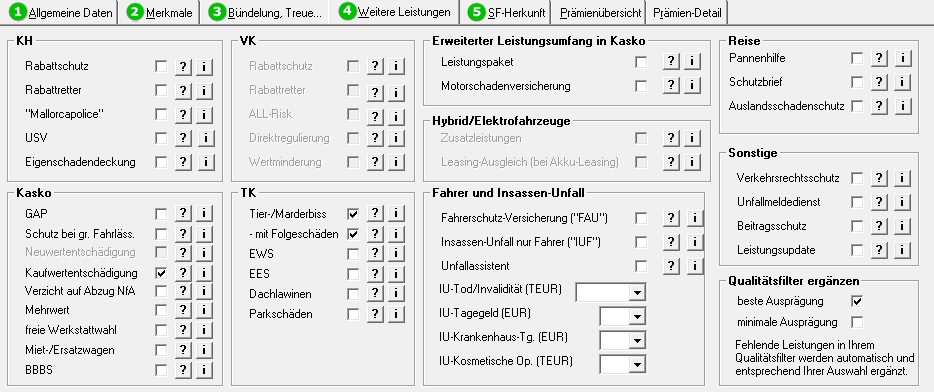 1 Allgemeine Daten 2 Merkmale 3 Bündelung, Treue... 4 Weitere Leistungen 5 SF-Herkunft Prämienübersicht Prämien-Detail
KH
Rabattschutz ? i
Rabattretter ? i
"Mallorcapolice" ? i
USV ? i
Eigenschadendeckung ? i
VK
Rabattschutz ? i
Rabattretter ? i
ALL-Risk ? i
Direktregulierung ? i
Wertminderung ? i
Erweiterter Leistungsumfang in Kasko
Leistungspaket ? i
Motorschadenversicherung ? i
Hybrid/Elektrofahrzeuge
Zusatzleistungen ? i
Leasing-Ausgleich (bei Akku-Leasing) ? i
Reise
Pannenhilfe ? i
Schutzbrief ? i
Auslandsschadenschutz ? i
Kasko
GAP ? i
Schutz bei gr. Fahrläss. ? i
Neuwertentschädigung ? i
Kaufwertentschädigung ? i
Verzicht auf Abzug NfA ? i
Mehrwert ? i
freie Werkstattwahl ? i
Miet-/Ersatzwagen ? i
BBBS ? i
TK
Tier-/Marderbiss ? i
- mit Folgeschäden ? i
EWS ? i
EES ? i
Dachlawinen ? i
Parkschäden ? i
Fahrer und Insassen-Unfall
Fahrerschutz-Versicherung ("FAU") ? i
Insassen-Unfall nur Fahrer ("IUF") ? i
Unfallassistent ? i
IU-Tod/Invalidität (TEUR)
IU-Tagegeld (EUR)
IU-Krankenhaus-Tg. (EUR)
IU-Kosmetische Op. (TEUR)
Sonstige
Verkehrsrechtsschutz ? i
Unfallmeldedienst ? i
Beitragsschutz ? i
Leistungsupdate ? i
Qualitätsfilter ergänzen
beste Ausprägung
minimale Ausprägung
Fehlende Leistungen in Ihrem
Qualitätsfilter werden automatisch und
entsprechend Ihrer Auswahl ergänzt.